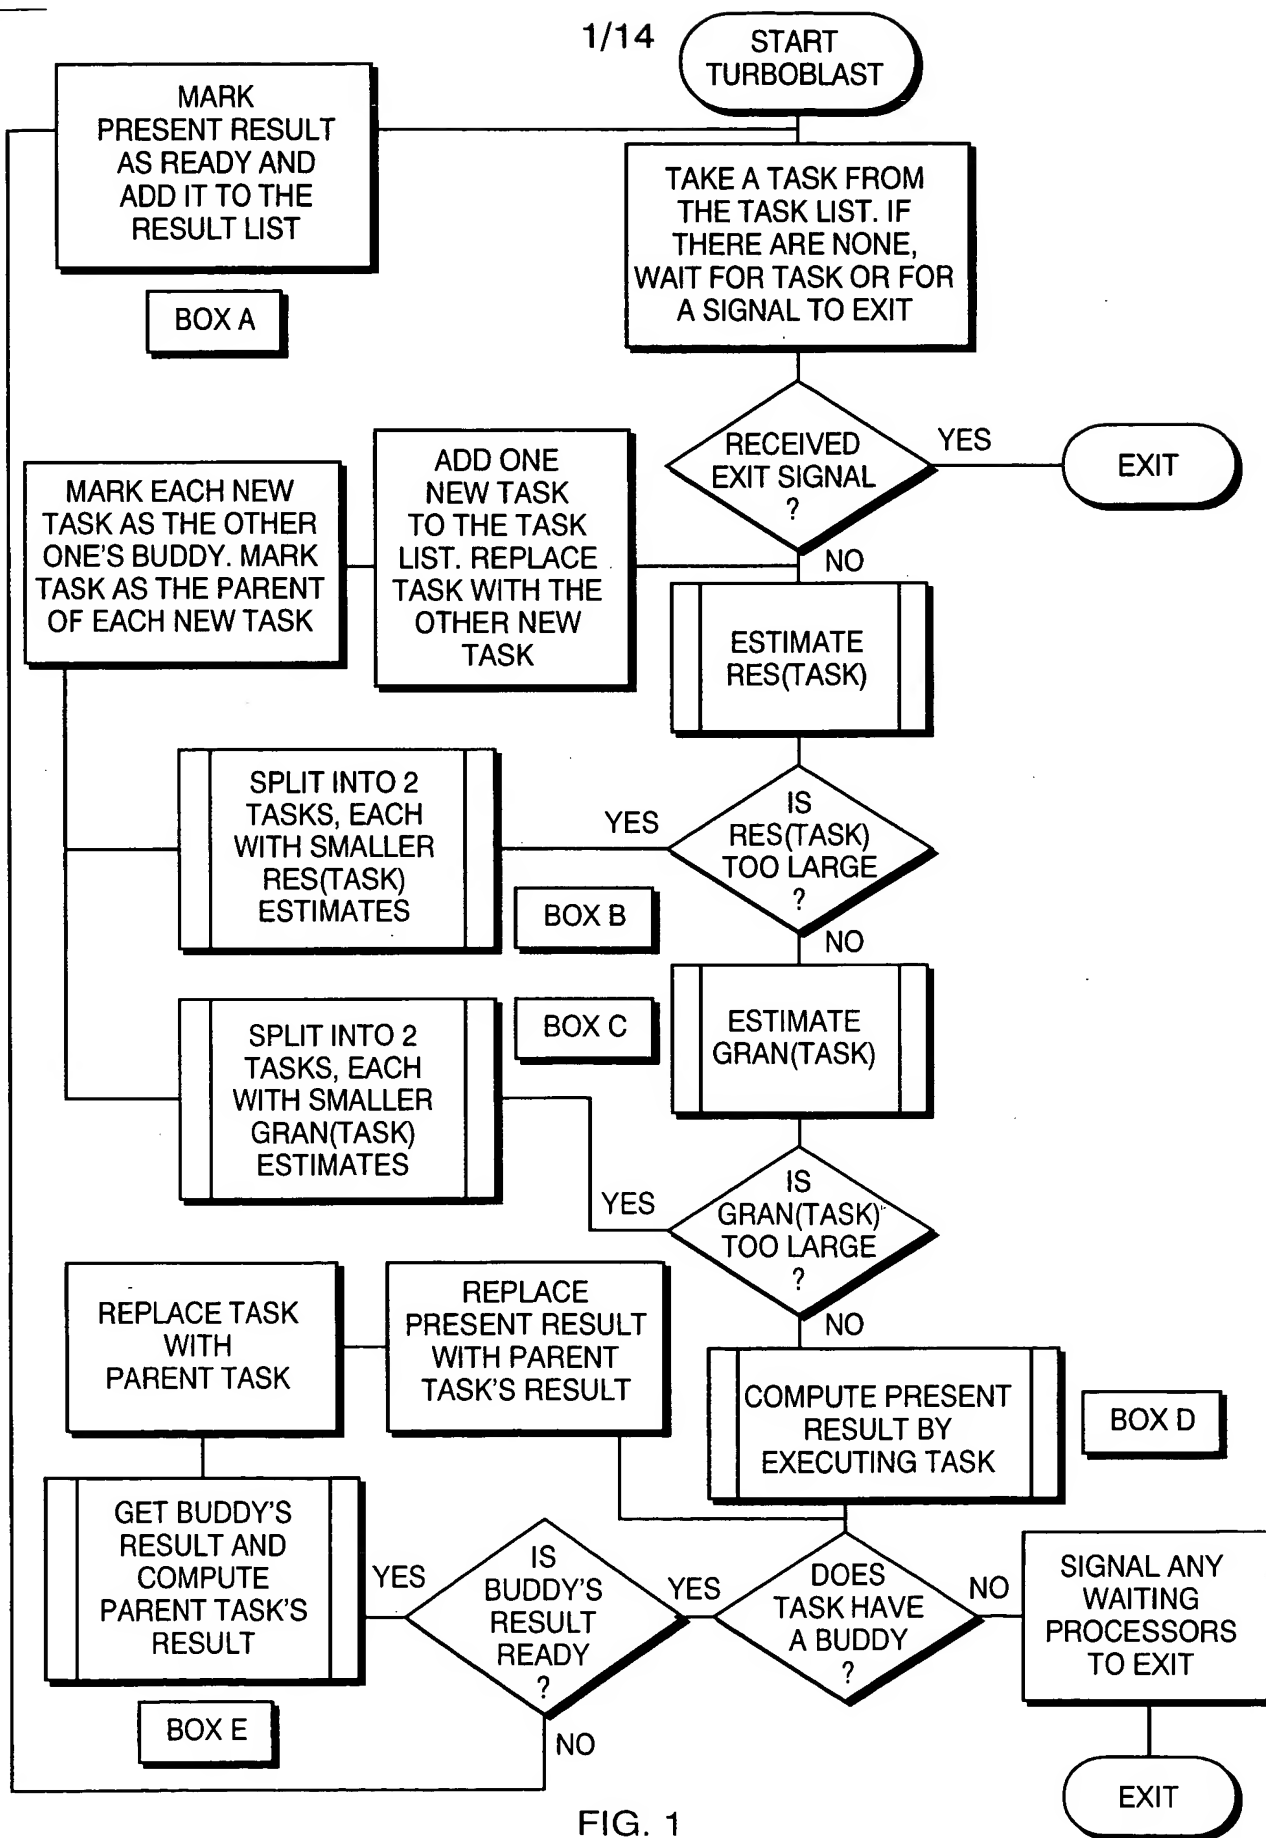 1/14
START
TURBOBLAST
MARK
PRESENT RESULT
AS READY AND
ADD IT TO THE
RESULT LIST
BOX A
TAKE A TASK FROM
THE TASK LIST. IF
THERE ARE NONE,
WAIT FOR TASK OR FOR
A SIGNAL TO EXIT
RECEIVED
EXIT SIGNAL
?
YES
EXIT
NO
MARK EACH NEW
TASK AS THE OTHER
ONE'S BUDDY. MARK
TASK AS THE PARENT
OF EACH NEW TASK
ADD ONE
NEW TASK
TO THE TASK
LIST. REPLACE
TASK WITH THE
OTHER NEW
TASK
ESTIMATE
RES(TASK)
SPLIT INTO 2
TASKS, EACH
WITH SMALLER
RES(TASK)
ESTIMATES
BOX B
YES
IS
RES(TASK)
TOO LARGE
?
NO
SPLIT INTO 2
TASKS, EACH
WITH SMALLER
GRAN(TASK)
ESTIMATES
BOX C
ESTIMATE
GRAN(TASK)
YES
IS
GRAN(TASK)
TOO LARGE
?
NO
REPLACE TASK
WITH
PARENT TASK
REPLACE
PRESENT RESULT
WITH PARENT
TASK'S RESULT
COMPUTE PRESENT
RESULT BY
EXECUTING TASK
BOX D
GET BUDDY'S
RESULT AND
COMPUTE
PARENT TASK'S
RESULT
BOX E
YES
IS
BUDDY'S
RESULT
READY
?
NO
YES
DOES
TASK HAVE
A BUDDY
?
NO
SIGNAL ANY
WAITING
PROCESSORS
TO EXIT
EXIT
FIG. 1